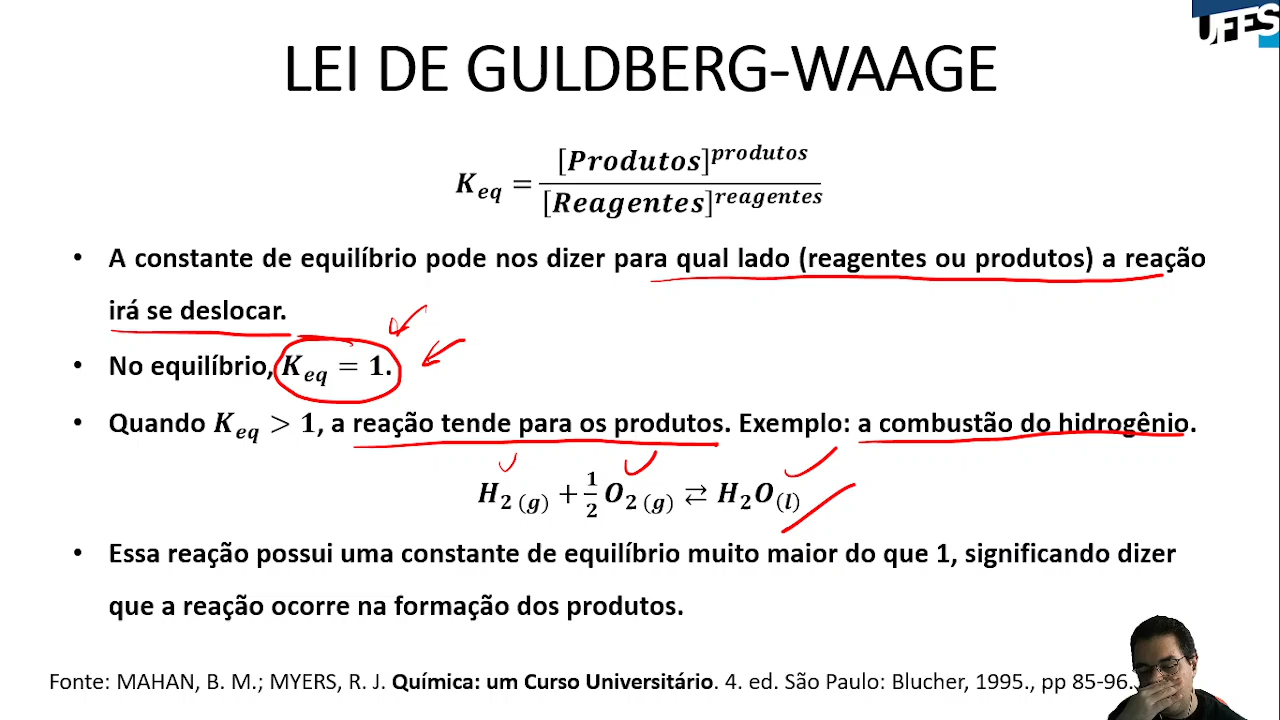 UFES
LEI DE GULDBERG-WAAGE
K_eq = [Produtos]^produtos / [Reagentes]^reagentes
• A constante de equilíbrio pode nos dizer para qual lado (reagentes ou produtos) a reação
irá se deslocar.
• No equilíbrio, K_eq = 1.
• Quando K_eq > 1, a reação tende para os produtos. Exemplo: a combustão do hidrogênio.
H_2 (g) + 1/2 O_2 (g) ⇄ H_2O_(l)
• Essa reação possui uma constante de equilíbrio muito maior do que 1, significando dizer
que a reação ocorre na formação dos produtos.
Fonte: MAHAN, B. M.; MYERS, R. J. Química: um Curso Universitário. 4. ed. São Paulo: Blucher, 1995., pp 85-96.